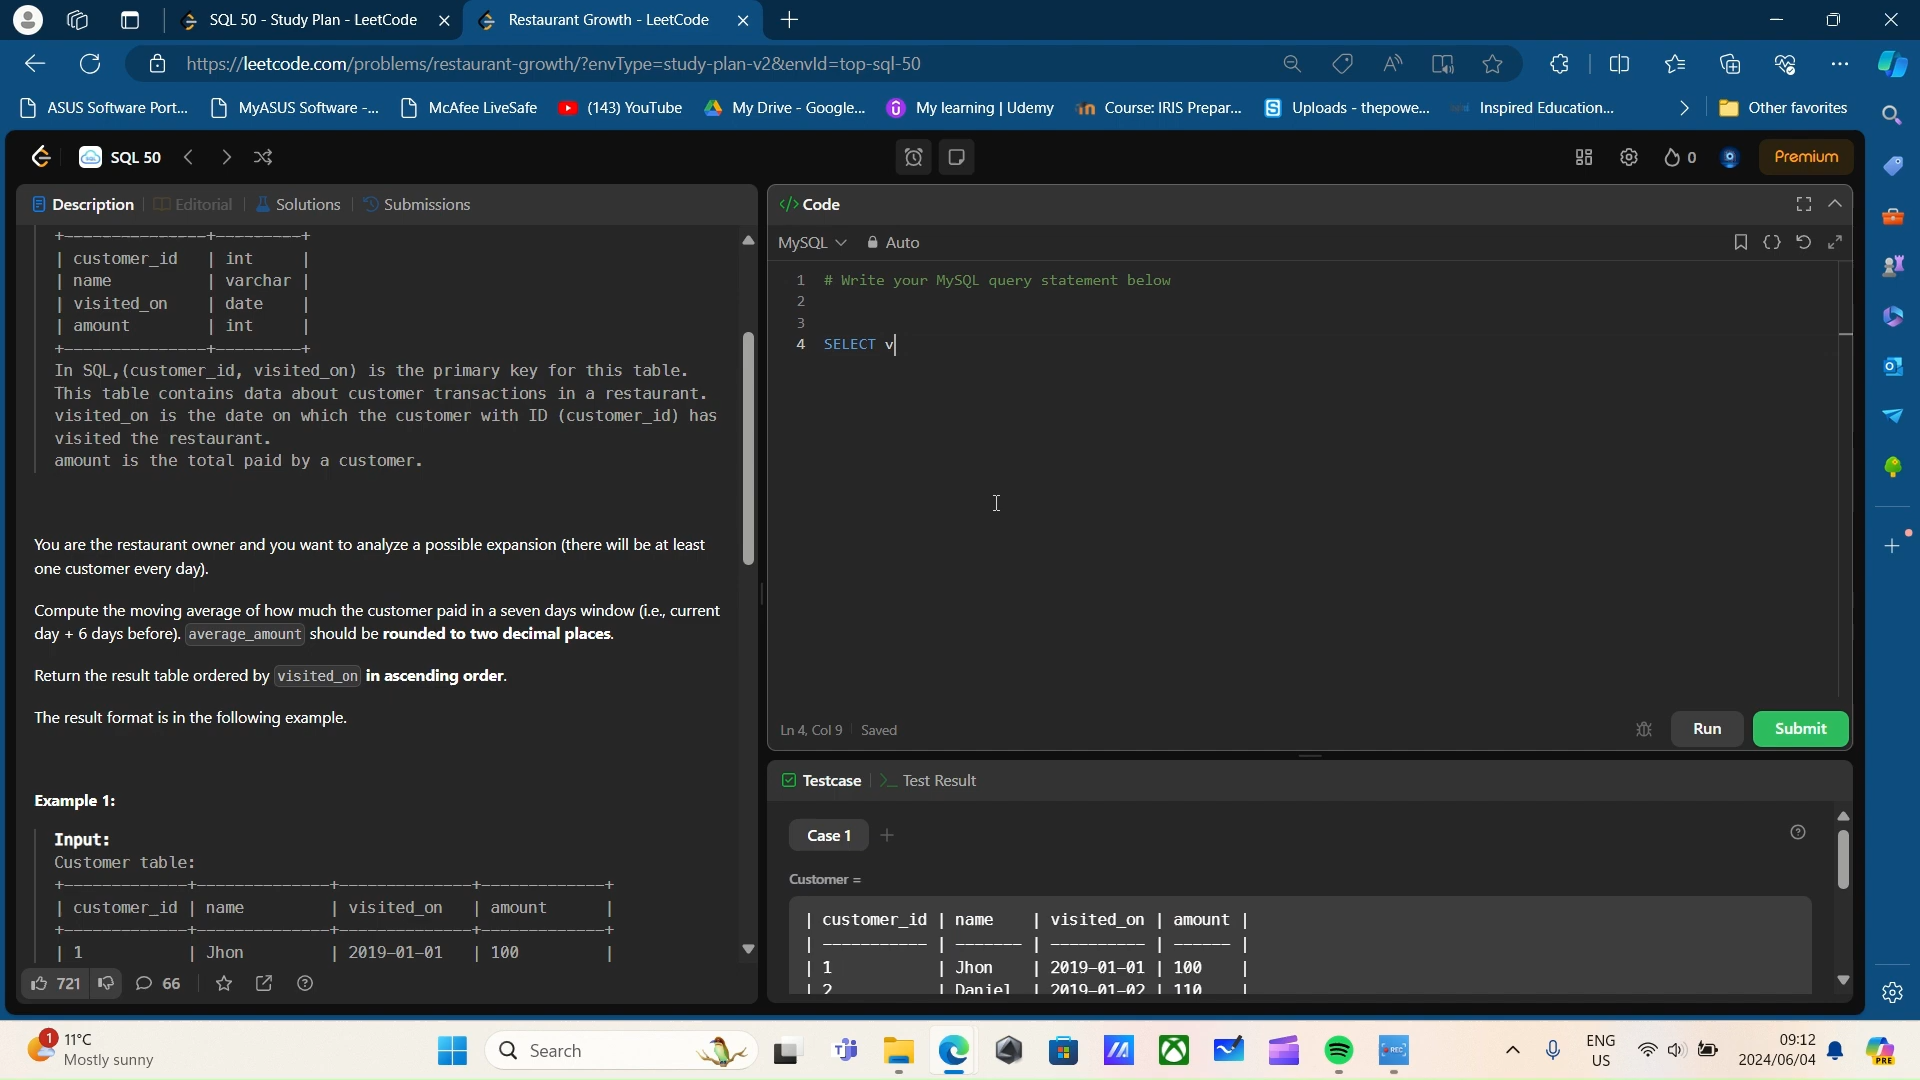 SQL 50 - Study Plan - LeetCode
Restaurant Growth - LeetCode
https://leetcode.com/problems/restaurant-growth/?envType=study-plan-v2&envId=top-sql-50
ASUS Software Port...
MyASUS Software -...
McAfee LiveSafe
(143) YouTube
My Drive - Google...
My learning | Udemy
Course: IRIS Prepar...
Uploads - thepowe...
Inspired Education...
Other favorites
SQL 50
0
Premium
Description
Editorial
Solutions
Submissions
+---------------+---------+
| customer_id | int |
| name | varchar |
| visited_on | date |
| amount | int |
+---------------+---------+
In SQL,(customer_id, visited_on) is the primary key for this table.
This table contains data about customer transactions in a restaurant.
visited_on is the date on which the customer with ID (customer_id) has
visited the restaurant.
amount is the total paid by a customer.
You are the restaurant owner and you want to analyze a possible expansion (there will be at least
one customer every day).
Compute the moving average of how much the customer paid in a seven days window (i.e., current
day + 6 days before). average_amount should be rounded to two decimal places.
Return the result table ordered by visited_on in ascending order.
The result format is in the following example.
Example 1:
Input:
Customer table:
+-------------+--------------+--------------+-------------+
| customer_id | name | visited_on | amount |
+-------------+--------------+--------------+-------------+
| 1 | Jhon | 2019-01-01 | 100 |
721
66
Code
MySQL
Auto
1 # Write your MySQL query statement below
2
3
4 SELECT v
Ln 4, Col 9
Saved
Run
Submit
Testcase
Test Result
Case 1
Customer =
| customer_id | name | visited_on | amount |
| ----------- | ------- | ---------- | ------ |
| 1 | Jhon | 2019-01-01 | 100 |
| 2 | Daniel | 2019-01-02 | 110 |
1
11°C
Mostly sunny
Search
REC
ENG
US
09:12
2024/06/04
PRE